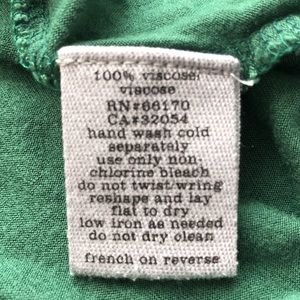 100% viscose/
viscose
RN#66170
CA#32054
hand wash cold
separately
use only non-
chlorine bleach
do not twist/wring
reshape and lay
flat to dry
low iron as needed
do not dry clean
french on reverse